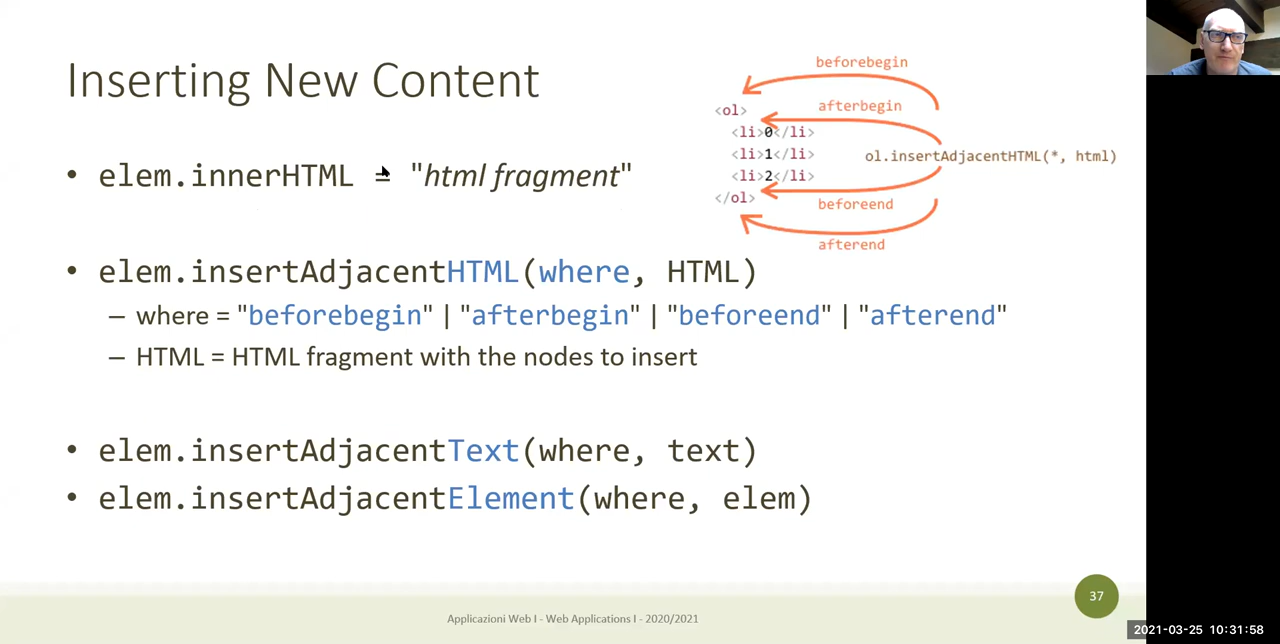 Inserting New Content
• elem.innerHTML = "html fragment"
• elem.insertAdjacentHTML(where, HTML)
– where = "beforebegin" | "afterbegin" | "beforeend" | "afterend"
– HTML = HTML fragment with the nodes to insert
• elem.insertAdjacentText(where, text)
• elem.insertAdjacentElement(where, elem)
beforebegin
<ol>
afterbegin
<li>0</li>
<li>1</li>
ol.insertAdjacentHTML(*, html)
<li>2</li>
</ol>
beforeend
afterend
37
Applicazioni Web I - Web Applications I - 2020/2021
2021-03-25 10:31:58